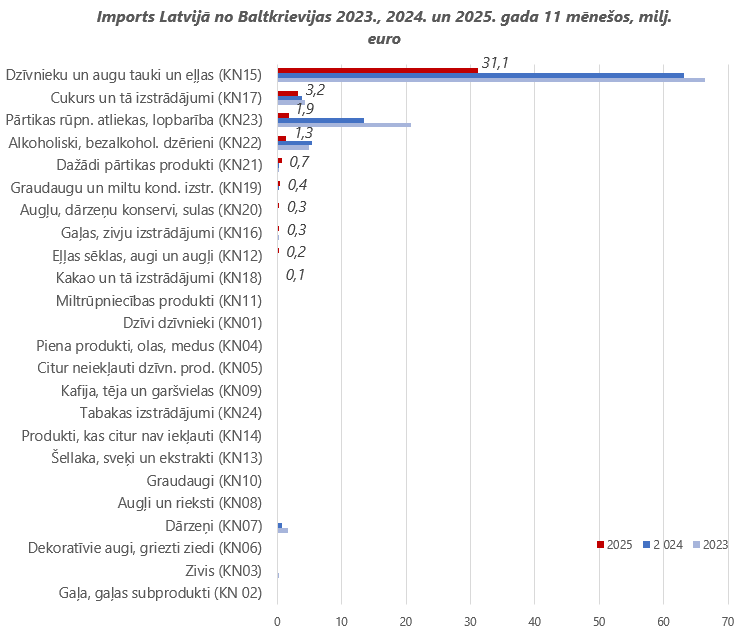 Imports Latvijā no Baltkrievijas 2023., 2024. un 2025. gada 11 mēnešos, milj.
euro
Dzīvnieku un augu tauki un eļļas (KN15) 31,1
Cukurs un tā izstrādājumi (KN17) 3,2
Pārtikas rūpn. atliekas, lopbarība (KN23) 1,9
Alkoholiski, bezalkohol. dzērieni (KN22) 1,3
Dažādi pārtikas produkti (KN21) 0,7
Graudaugu un miltu kond. izstr. (KN19) 0,4
Augļu, dārzeņu konservi, sulas (KN20) 0,3
Gaļas, zivju izstrādājumi (KN16) 0,3
Eļļas sēklas, augi un augļi (KN12) 0,2
Kakao un tā izstrādājumi (KN18) 0,1
Miltrūpniecības produkti (KN11)
Dzīvi dzīvnieki (KN01)
Piena produkti, olas, medus (KN04)
Citur neiekļauti dzīvn. prod. (KN05)
Kafija, tēja un garšvielas (KN09)
Tabakas izstrādājumi (KN24)
Produkti, kas citur nav iekļauti (KN14)
Šellaka, sveķi un ekstrakti (KN13)
Graudaugi (KN10)
Augļi un rieksti (KN08)
Dārzeņi (KN07)
Dekoratīvie augi, griezti ziedi (KN06)
2025 2 024 2023
Zivis (KN03)
Gaļa, gaļas subprodukti (KN 02)
0 10 20 30 40 50 60 70